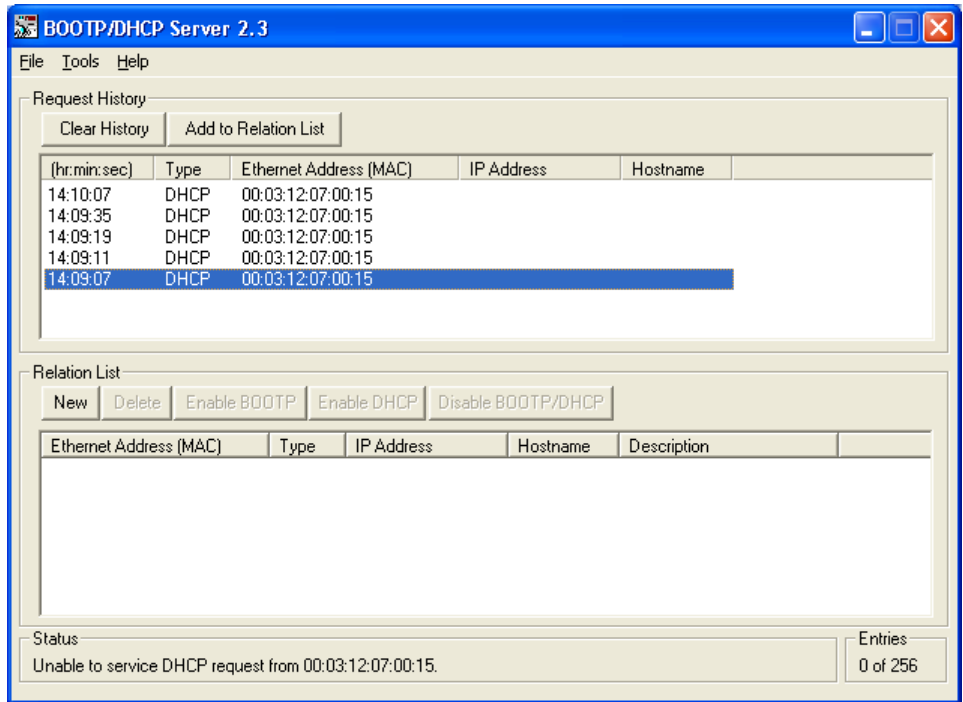 BOOTP/DHCP Server 2.3
File Tools Help
Request History
Clear History Add to Relation List
(hr:min:sec) Type Ethernet Address (MAC) IP Address Hostname
14:10:07 DHCP 00:03:12:07:00:15
14:09:35 DHCP 00:03:12:07:00:15
14:09:19 DHCP 00:03:12:07:00:15
14:09:11 DHCP 00:03:12:07:00:15
14:09:07 DHCP 00:03:12:07:00:15
Relation List
New Delete Enable BOOTP Enable DHCP Disable BOOTP/DHCP
Ethernet Address (MAC) Type IP Address Hostname Description
Status
Unable to service DHCP request from 00:03:12:07:00:15.
Entries
0 of 256